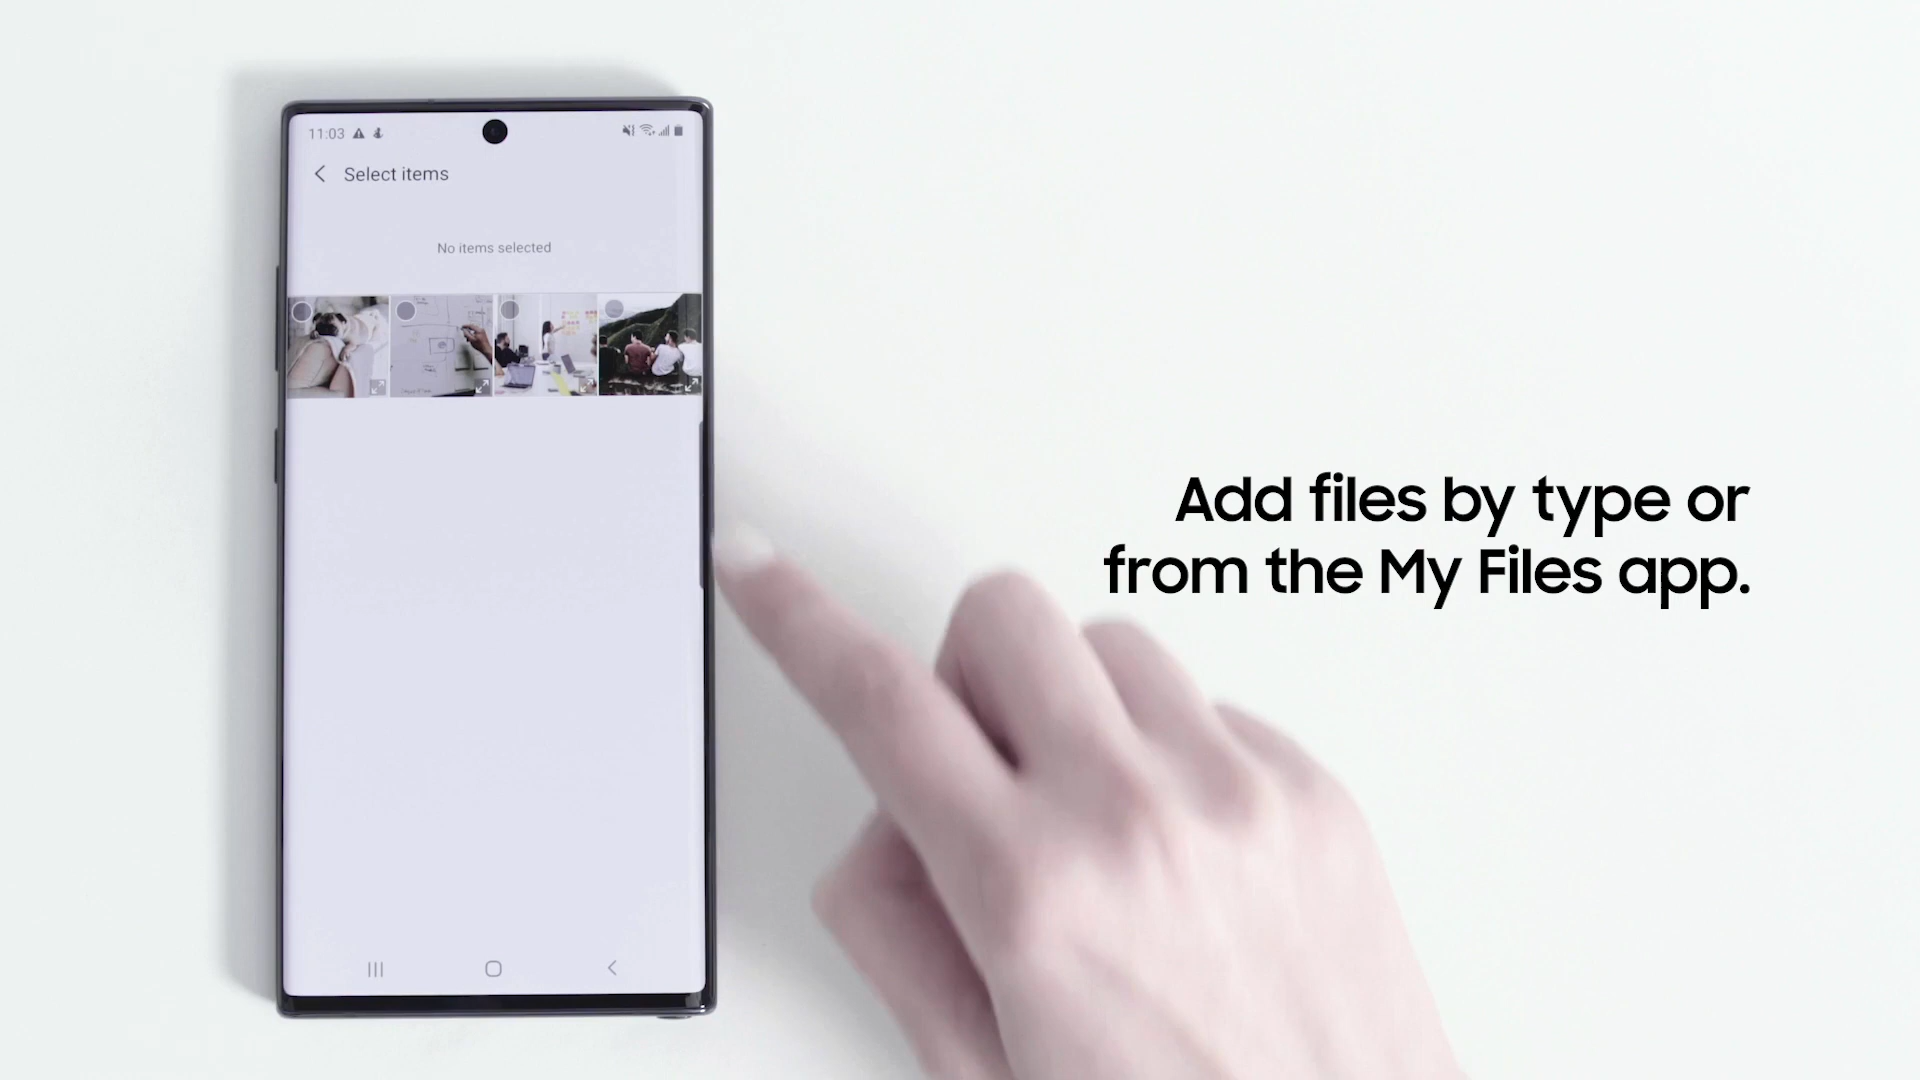 11:03
Select items
No items selected
Add files by type or
from the My Files app.